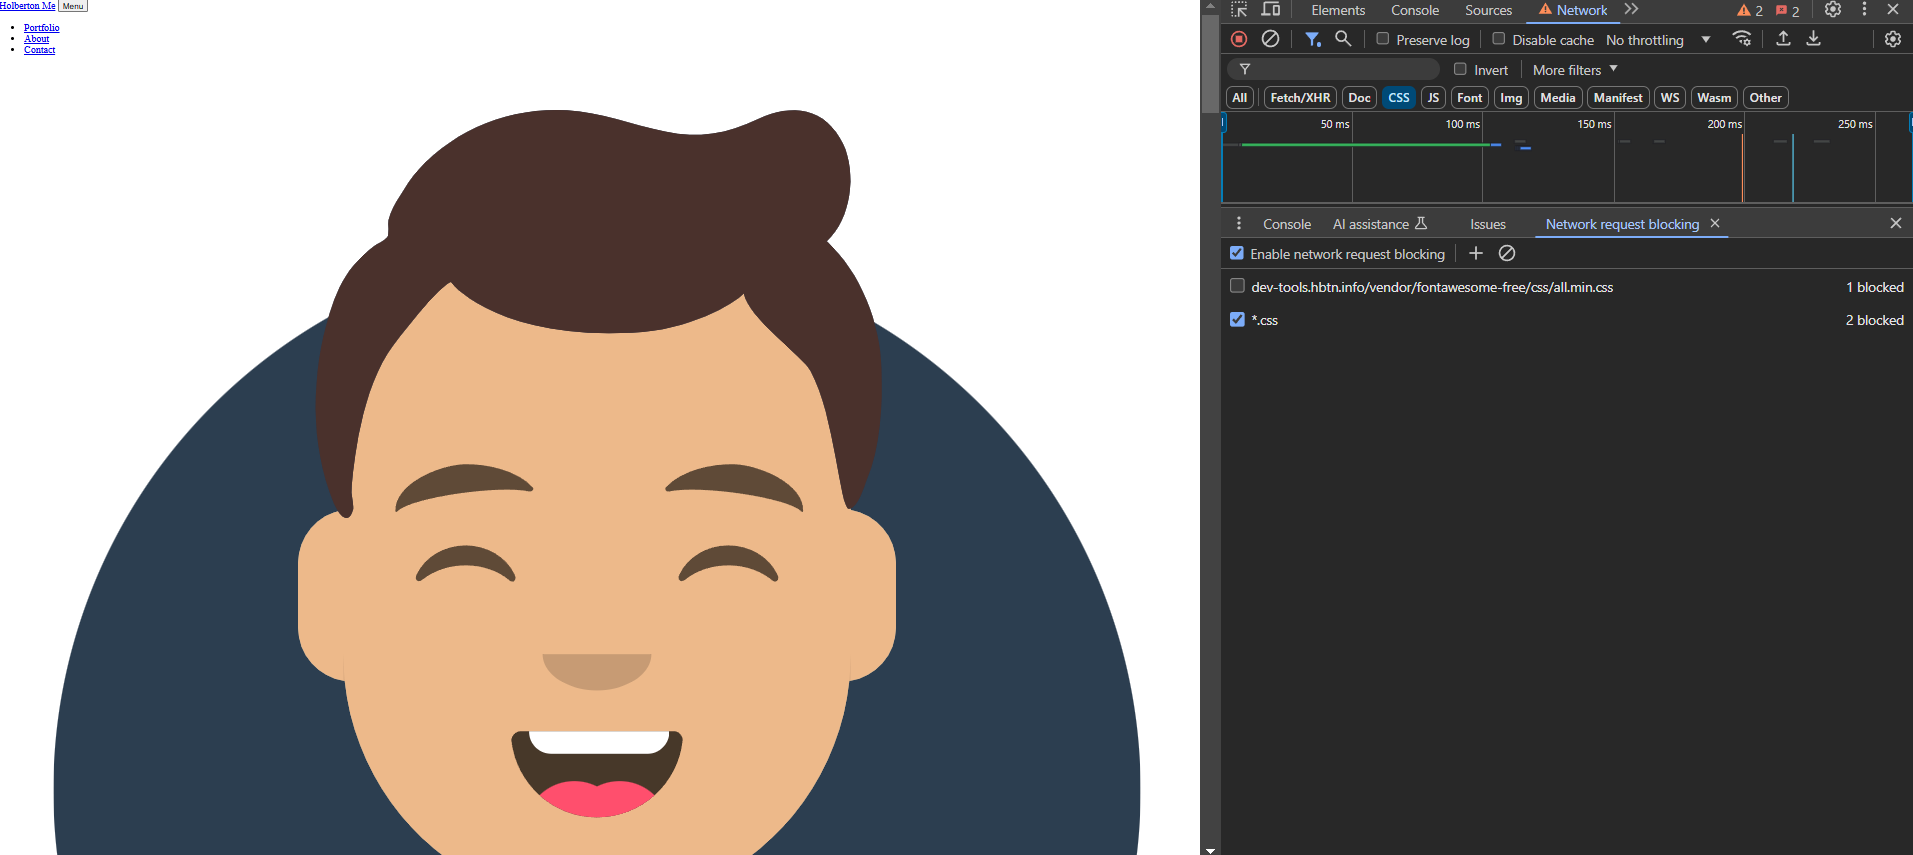 Holberton Me Menu
Portfolio
About
Contact
Elements Console Sources Network 2 2
Preserve log Disable cache No throttling
Invert More filters
All Fetch/XHR Doc CSS JS Font Img Media Manifest WS Wasm Other
50 ms 100 ms 150 ms 200 ms 250 ms
Console AI assistance Issues Network request blocking
Enable network request blocking
dev-tools.hbtn.info/vendor/fontawesome-free/css/all.min.css 1 blocked
*.css 2 blocked